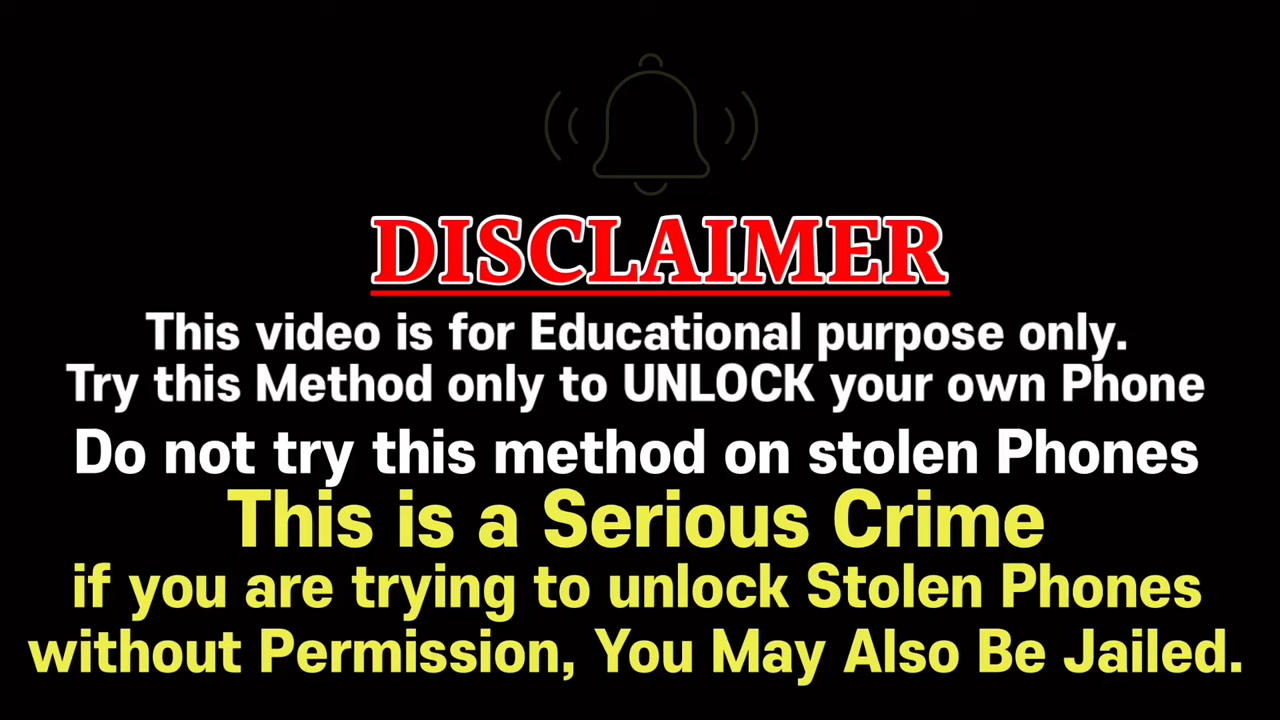 DISCLAIMER
This video is for Educational purpose only.
Try this Method only to UNLOCK your own Phone
Do not try this method on stolen Phones
This is a Serious Crime
if you are trying to unlock Stolen Phones
without Permission, You May Also Be Jailed.